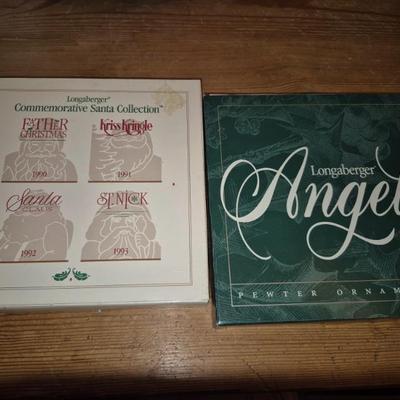 Longaberger®
Commemorative Santa Collection™
FATHER CHRISTMAS
1990
Kriss Kringle
1991
Santa CLAUS
1992
ST. NICK
1993
Longaberger
Angel
PEWTER ORNAM